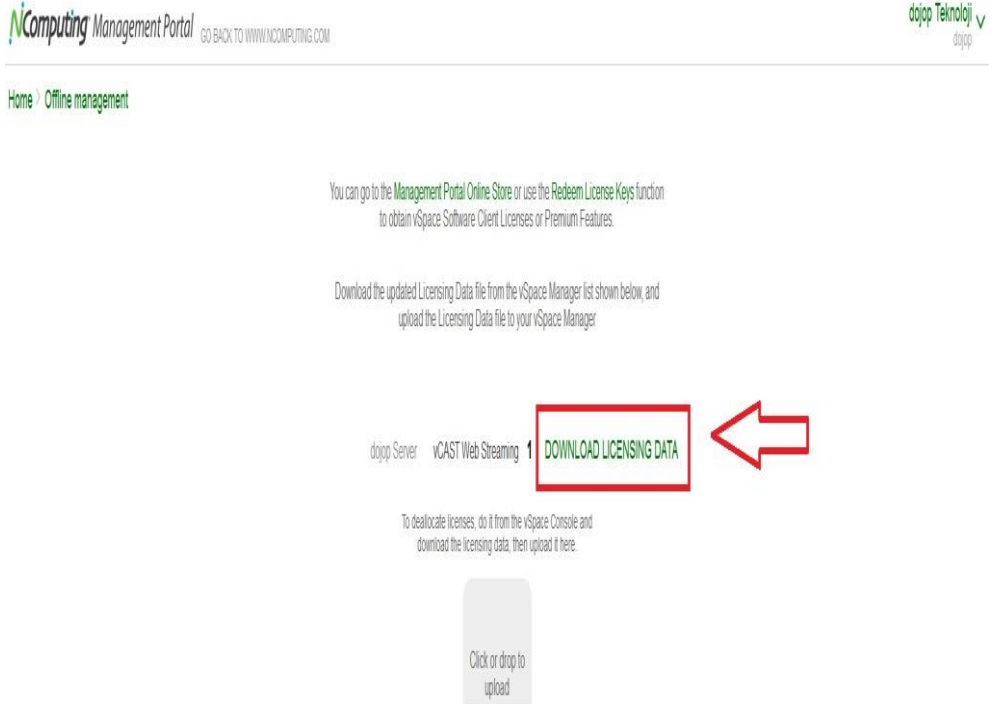 NComputing Management Portal GO BACK TO WWW.NCOMPUTING.COM
dojop Teknoloji
dojop
Home > Offline management
You can go to the Management Portal Online Store or use the Redeem License Keys function
to obtain vSpace Software Client Licenses or Premium Features.
Download the updated Licensing Data file from the vSpace Manager list shown below, and
upload the Licensing Data file to your vSpace Manager
dojop Server vCAST Web Streaming 1 DOWNLOAD LICENSING DATA
To deallocate licenses, do it from the vSpace Console and
download the licensing data, then upload it here.
Click or drop to
upload